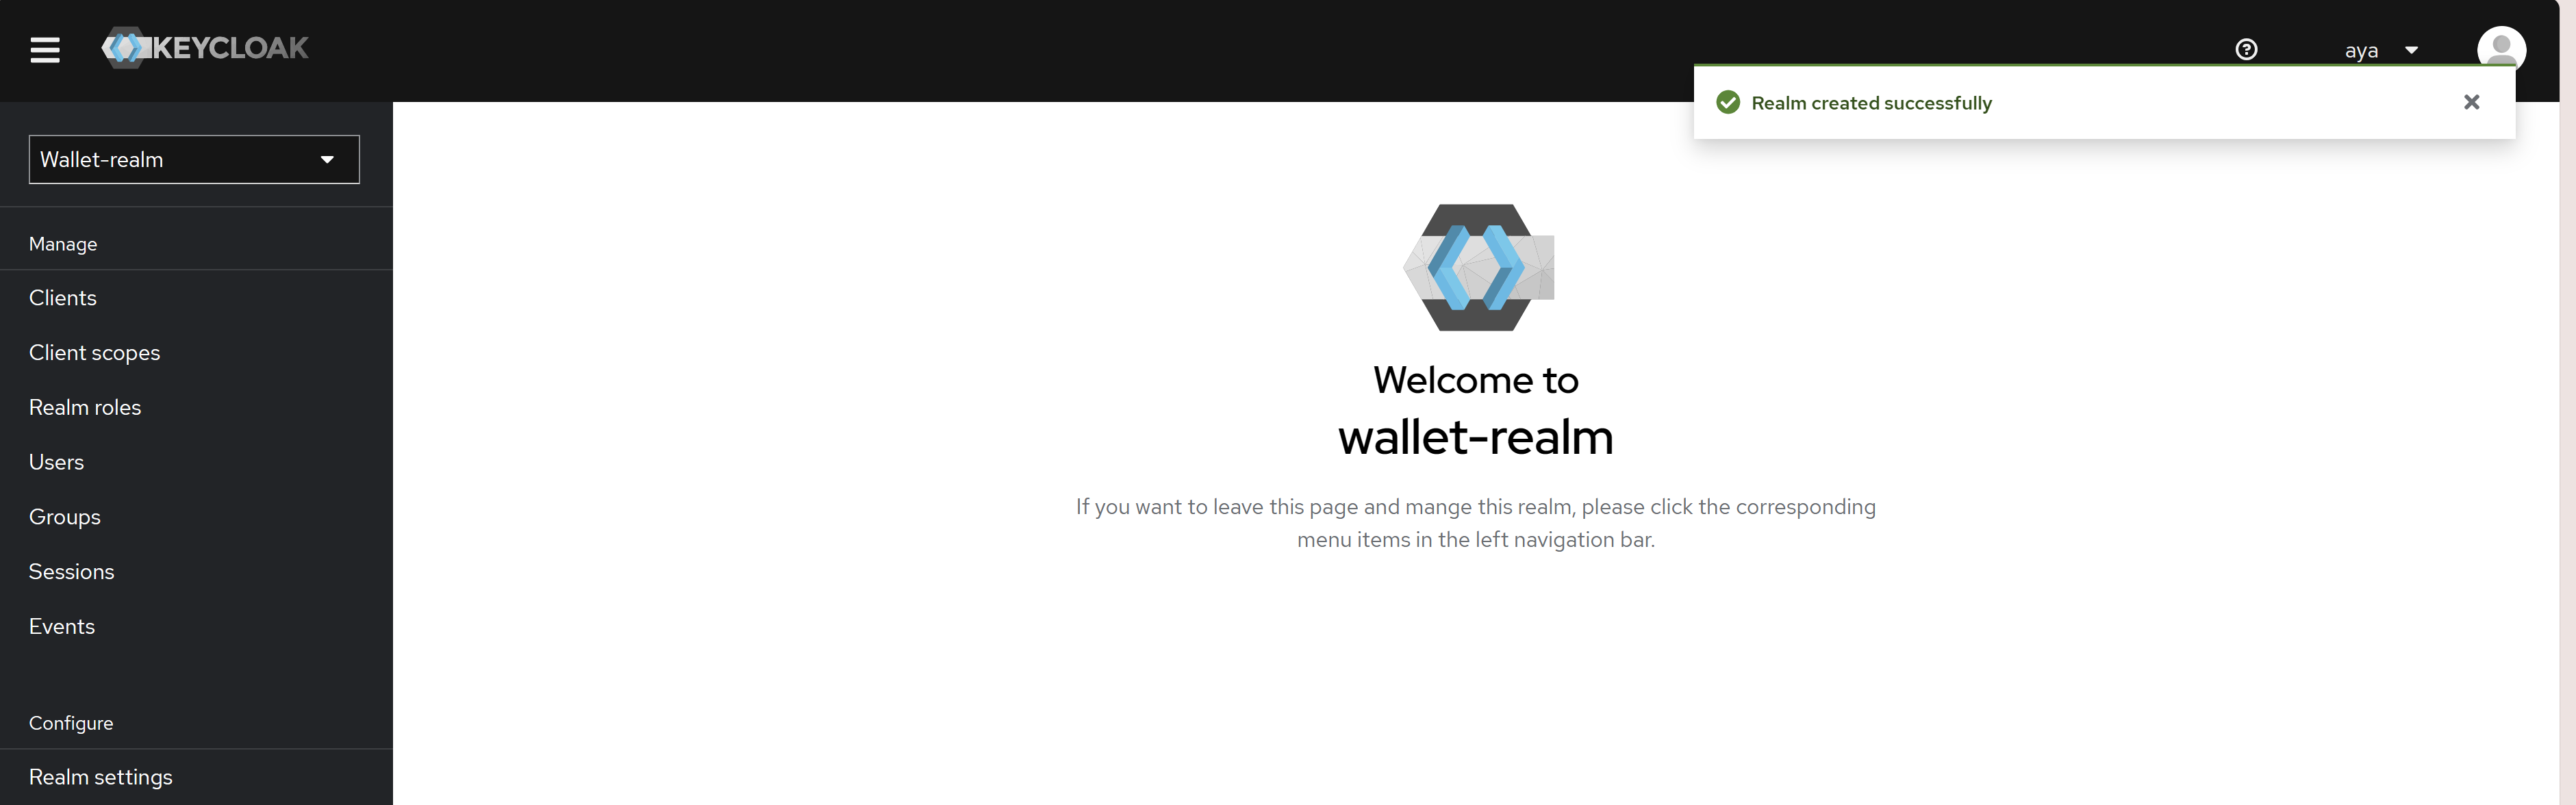 KEYCLOAK
aya
Realm created successfully
Wallet-realm
Manage
Clients
Client scopes
Realm roles
Users
Groups
Sessions
Events
Configure
Realm settings
Welcome to
wallet-realm
If you want to leave this page and mange this realm, please click the corresponding
menu items in the left navigation bar.